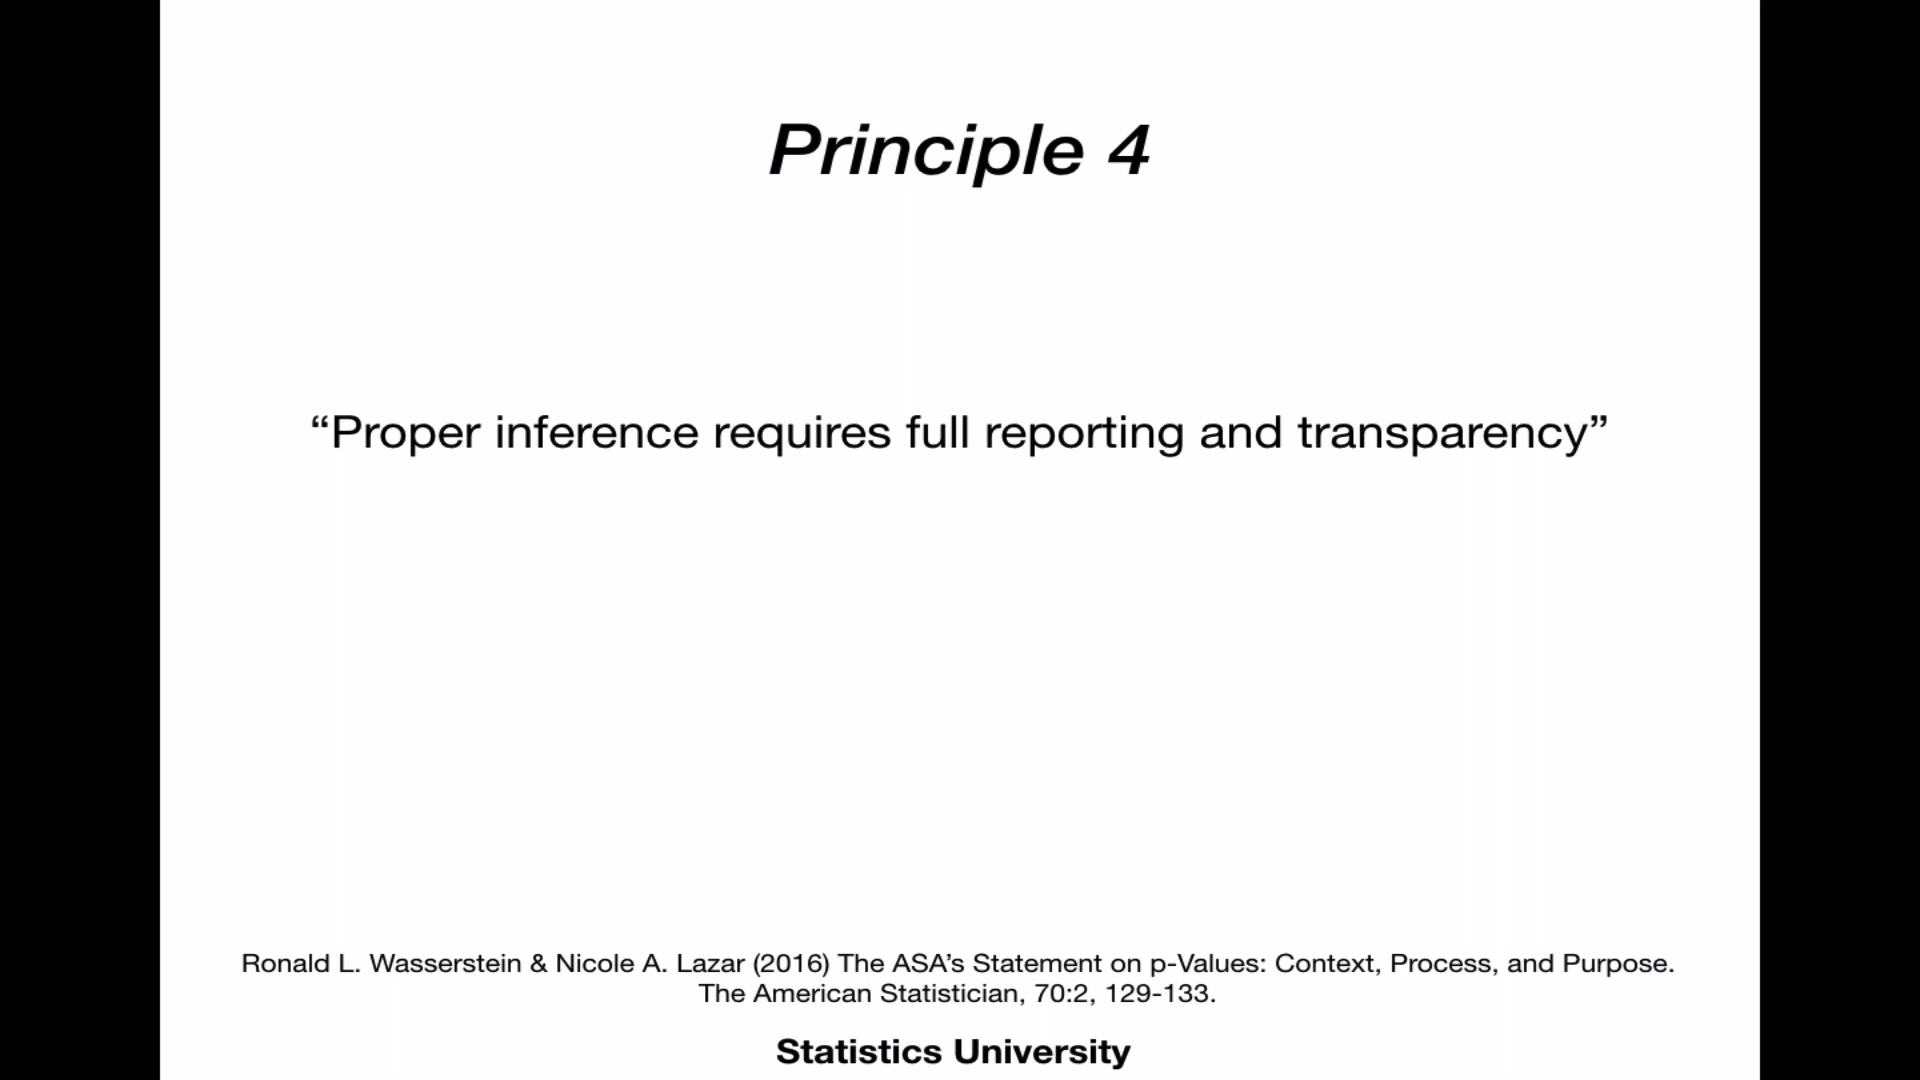 Principle 4
“Proper inference requires full reporting and transparency”
Ronald L. Wasserstein & Nicole A. Lazar (2016) The ASA’s Statement on p-Values: Context, Process, and Purpose.
The American Statistician, 70:2, 129-133.
Statistics University